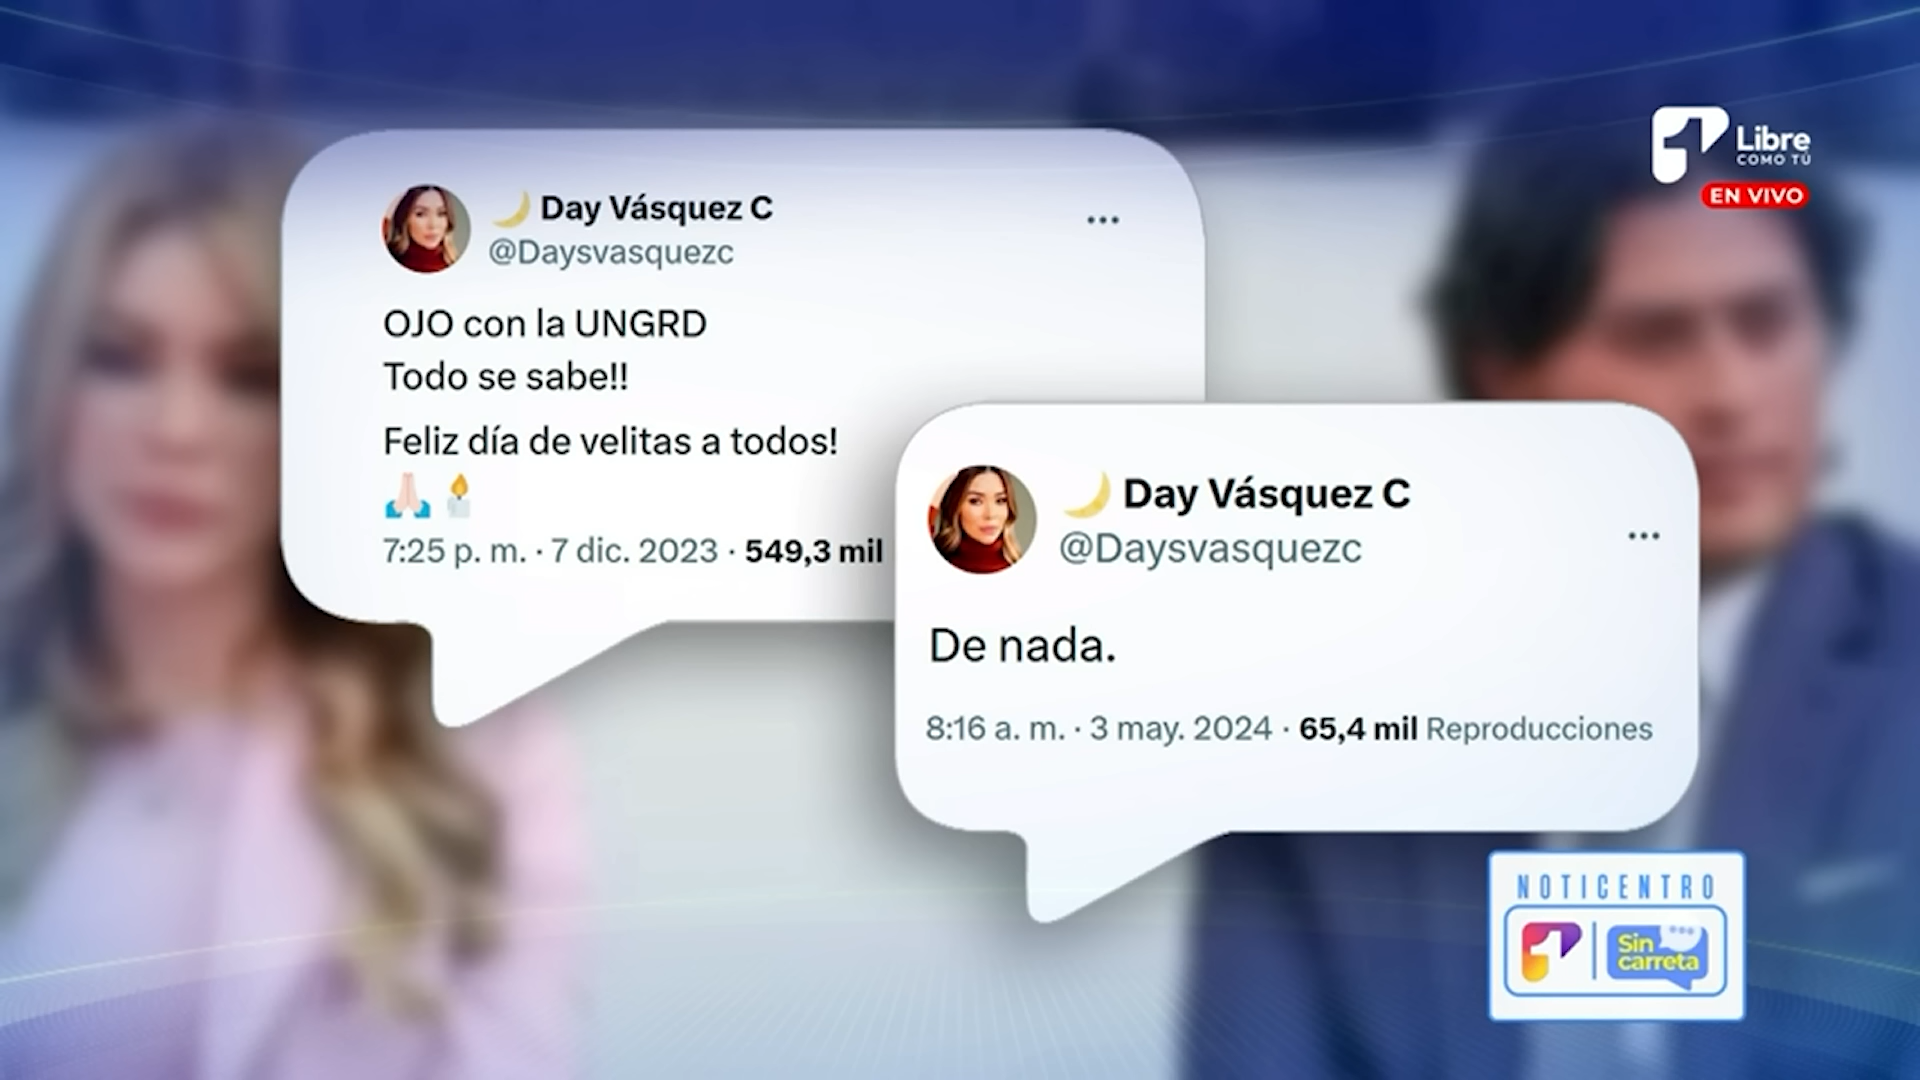 Libre
COMO TÚ
EN VIVO
Day Vásquez C
@Daysvasquezc
OJO con la UNGRD
Todo se sabe!!
Feliz día de velitas a todos!
7:25 p. m. · 7 dic. 2023 · 549,3 mil
Day Vásquez C
@Daysvasquezc
De nada.
8:16 a. m. · 3 may. 2024 · 65,4 mil Reproducciones
NOTICENTRO
1 Sin
carreta